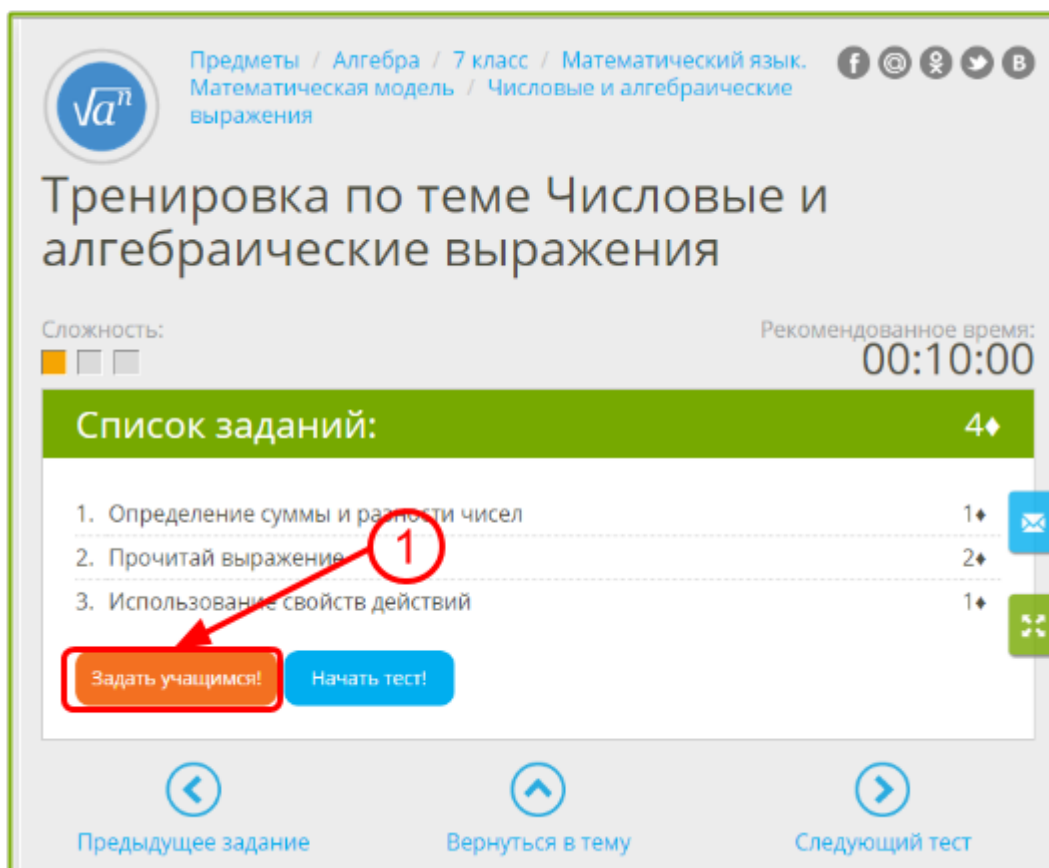 √aⁿ
Предметы / Алгебра / 7 класс / Математический язык.
Математическая модель / Числовые и алгебраические
выражения
f @ B
Тренировка по теме Числовые и
алгебраические выражения
Сложность:
Рекомендованное время:
00:10:00
Список заданий: 4♦
1. Определение суммы и разности чисел 1♦
2. Прочитай выражение 2♦
3. Использование свойств действий 1♦
1
Задать учащимся! Начать тест!
Предыдущее задание Вернуться в тему Следующий тест